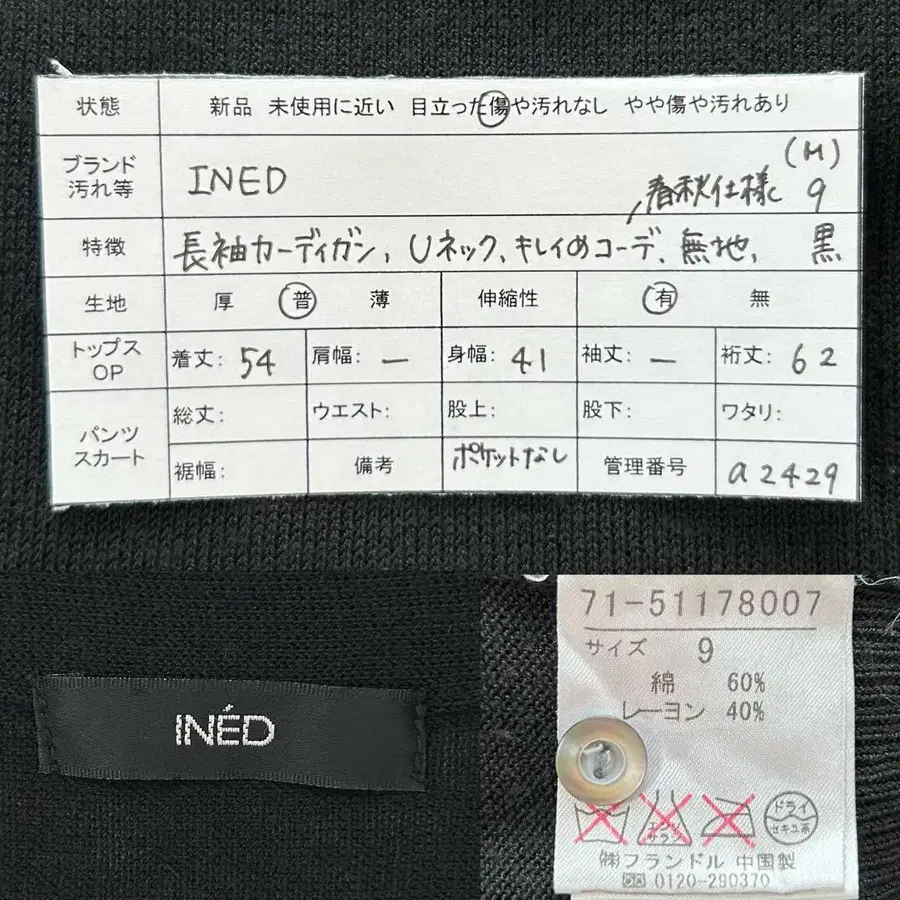 状態 新品 未使用に近い 目立った傷や汚れなし やや傷や汚れあり
ブランド
汚れ等 INED 春秋仕様 (M) 9
特徴 長袖カーディガン、Uネック、キレイめコーデ、無地、黒
生地 厚 普 薄 伸縮性 有 無
トップス
OP 着丈: 54 肩幅: — 身幅: 41 袖丈: — 裄丈: 62
パンツ
スカート 総丈: ウエスト: 股上: 股下: ワタリ:
裾幅: 備考 ポケットなし 管理番号 a2429
INÉD
71-51178007
サイズ 9
綿 60%
レーヨン 40%
エンソ
サラシ
ドライ
セキユ系
㈱フランドル 中国製
0120-290370